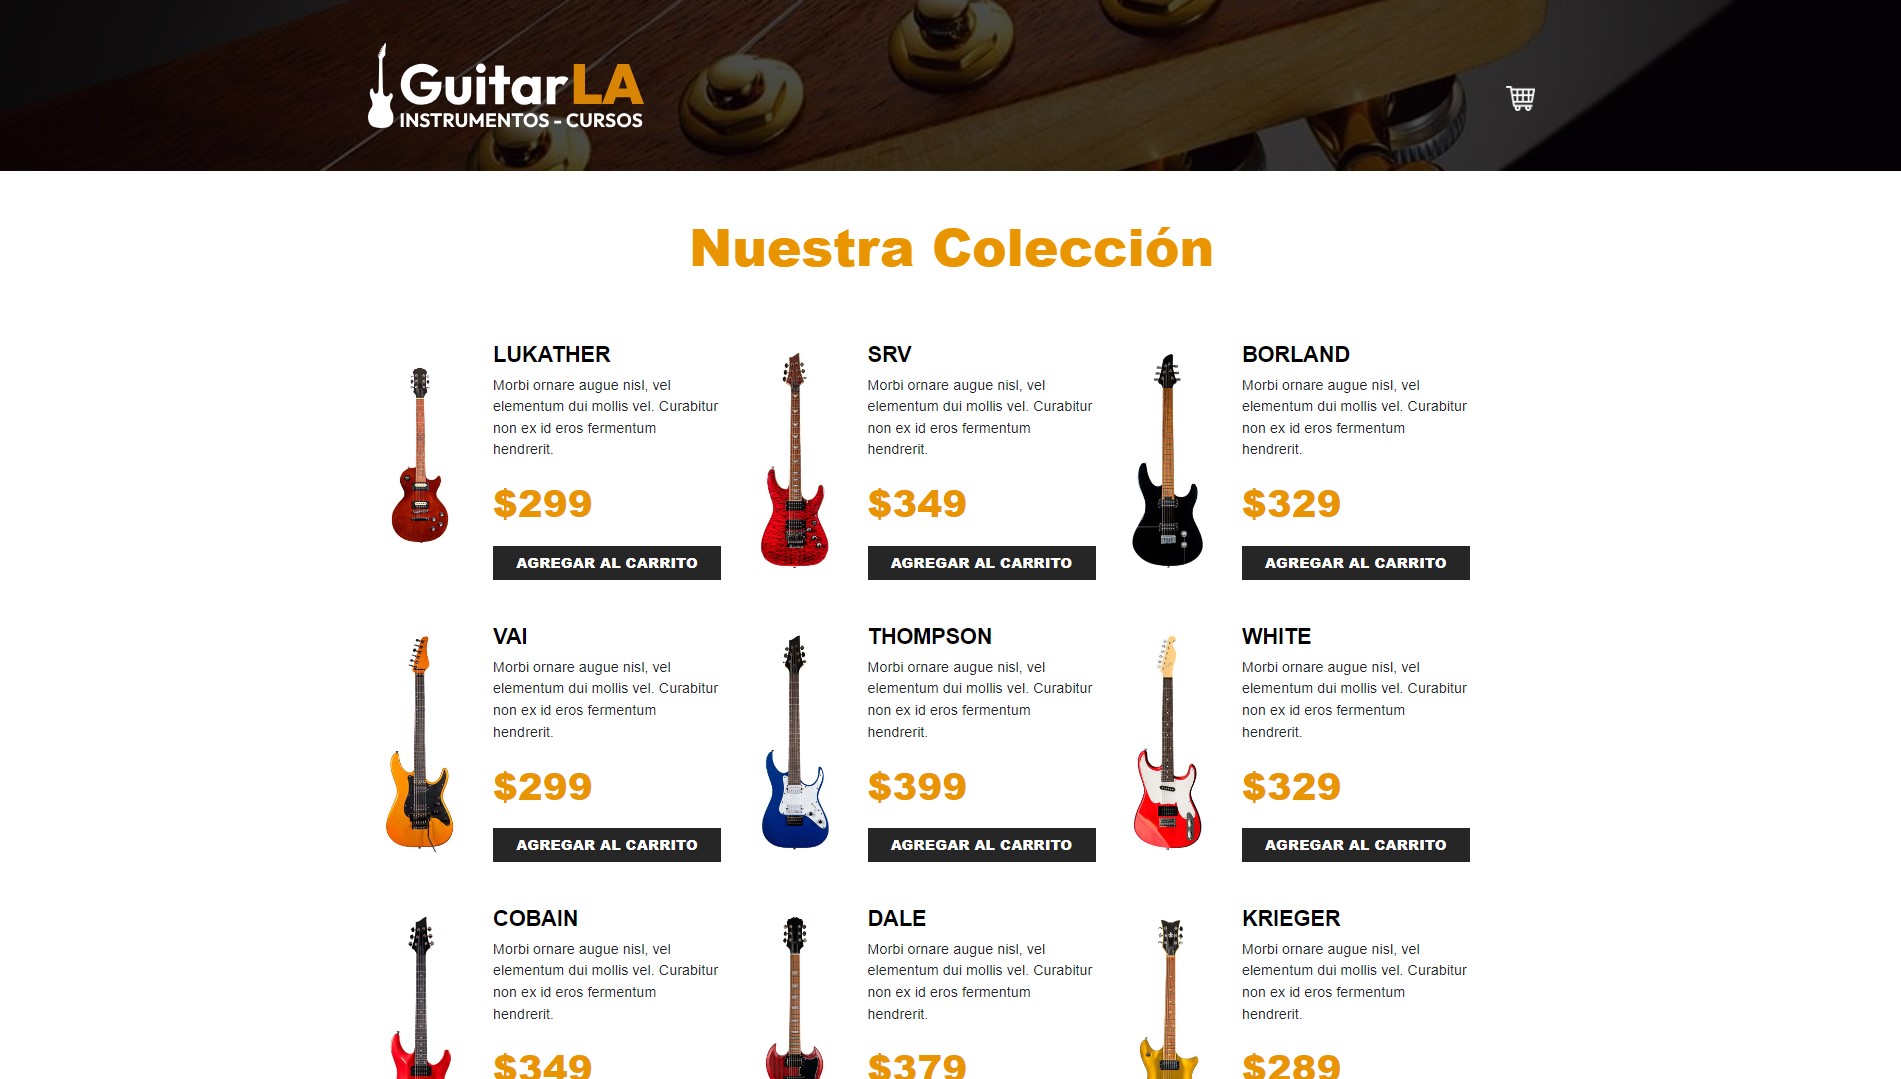 GuitarLA
INSTRUMENTOS - CURSOS
Nuestra Colección
LUKATHER
Morbi ornare augue nisl, vel
elementum dui mollis vel. Curabitur
non ex id eros fermentum
hendrerit.
$299
AGREGAR AL CARRITO
SRV
Morbi ornare augue nisl, vel
elementum dui mollis vel. Curabitur
non ex id eros fermentum
hendrerit.
$349
AGREGAR AL CARRITO
BORLAND
Morbi ornare augue nisl, vel
elementum dui mollis vel. Curabitur
non ex id eros fermentum
hendrerit.
$329
AGREGAR AL CARRITO
VAI
Morbi ornare augue nisl, vel
elementum dui mollis vel. Curabitur
non ex id eros fermentum
hendrerit.
$299
AGREGAR AL CARRITO
THOMPSON
Morbi ornare augue nisl, vel
elementum dui mollis vel. Curabitur
non ex id eros fermentum
hendrerit.
$399
AGREGAR AL CARRITO
WHITE
Morbi ornare augue nisl, vel
elementum dui mollis vel. Curabitur
non ex id eros fermentum
hendrerit.
$329
AGREGAR AL CARRITO
COBAIN
Morbi ornare augue nisl, vel
elementum dui mollis vel. Curabitur
non ex id eros fermentum
hendrerit.
$349
DALE
Morbi ornare augue nisl, vel
elementum dui mollis vel. Curabitur
non ex id eros fermentum
hendrerit.
$379
KRIEGER
Morbi ornare augue nisl, vel
elementum dui mollis vel. Curabitur
non ex id eros fermentum
hendrerit.
$289